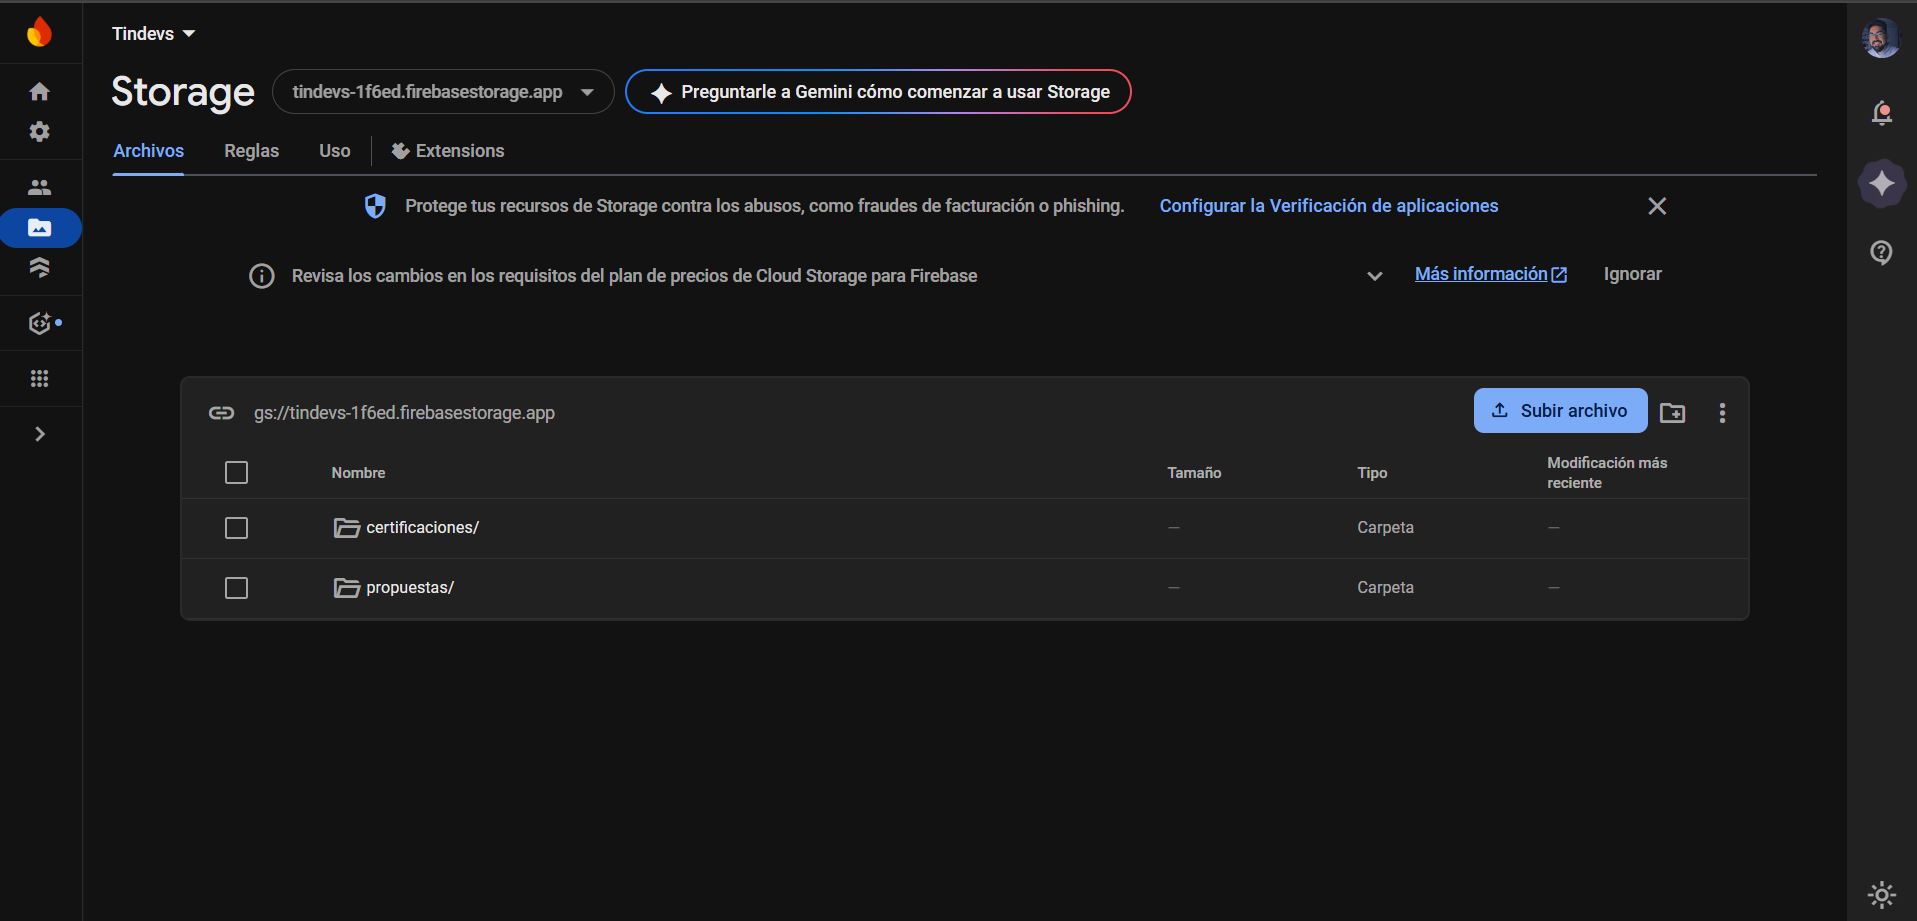 Tindevs
Storage
tindevs-1f6ed.firebasestorage.app
Preguntarle a Gemini cómo comenzar a usar Storage
Archivos
Reglas
Uso
Extensions
Protege tus recursos de Storage contra los abusos, como fraudes de facturación o phishing.
Configurar la Verificación de aplicaciones
Revisa los cambios en los requisitos del plan de precios de Cloud Storage para Firebase
Más información
Ignorar
gs://tindevs-1f6ed.firebasestorage.app
Subir archivo
Nombre
Tamaño
Tipo
Modificación más
reciente
certificaciones/
—
Carpeta
—
propuestas/
—
Carpeta
—